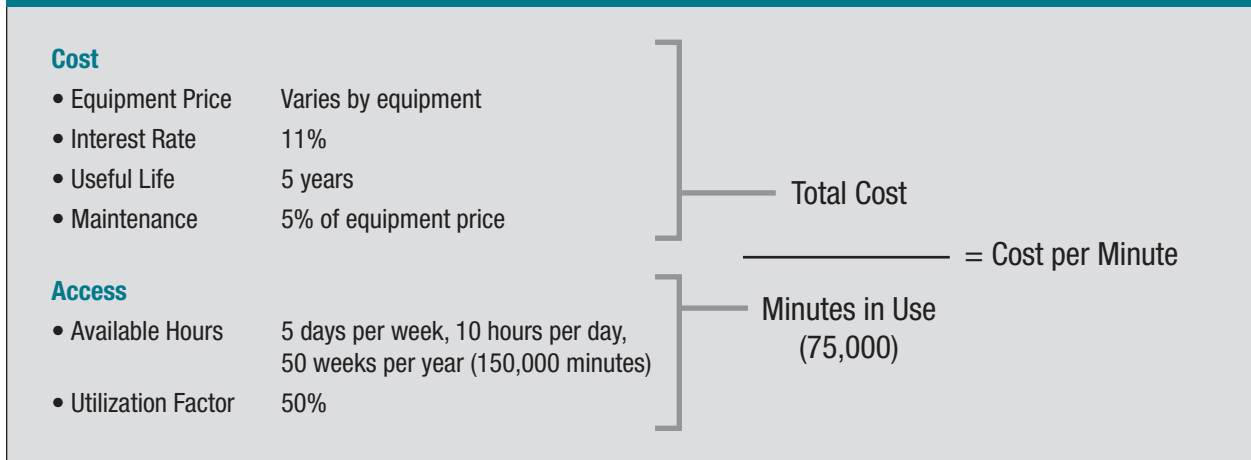 Cost
• Equipment Price Varies by equipment
• Interest Rate 11%
• Useful Life 5 years
• Maintenance 5% of equipment price
Total Cost
= Cost per Minute
Access
• Available Hours 5 days per week, 10 hours per day,
50 weeks per year (150,000 minutes)
• Utilization Factor 50%
Minutes in Use
(75,000)